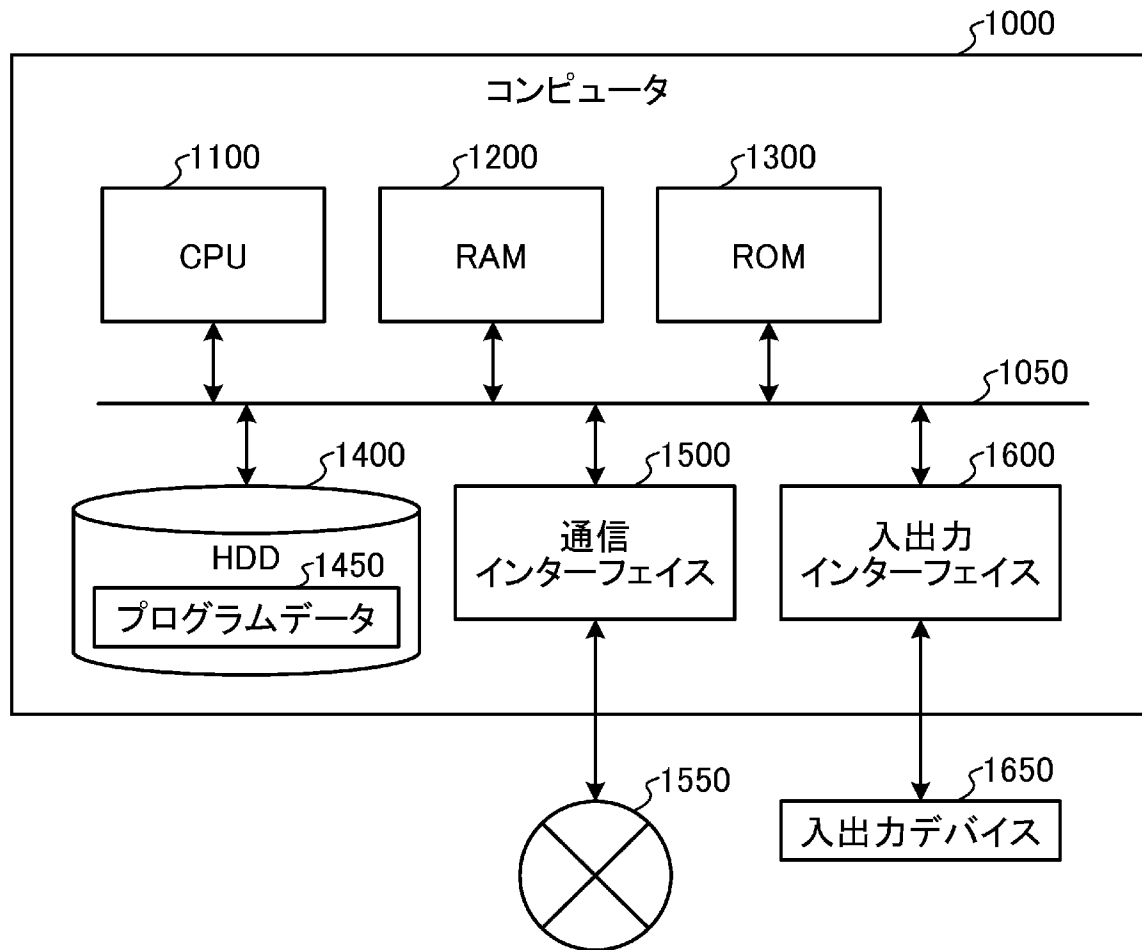 1000
コンピュータ
1100
1200
1300
CPU
RAM
ROM
1050
1400
1500
1600
HDD
1450
プログラムデータ
通信
インターフェイス
入出力
インターフェイス
1550
1650
入出力デバイス